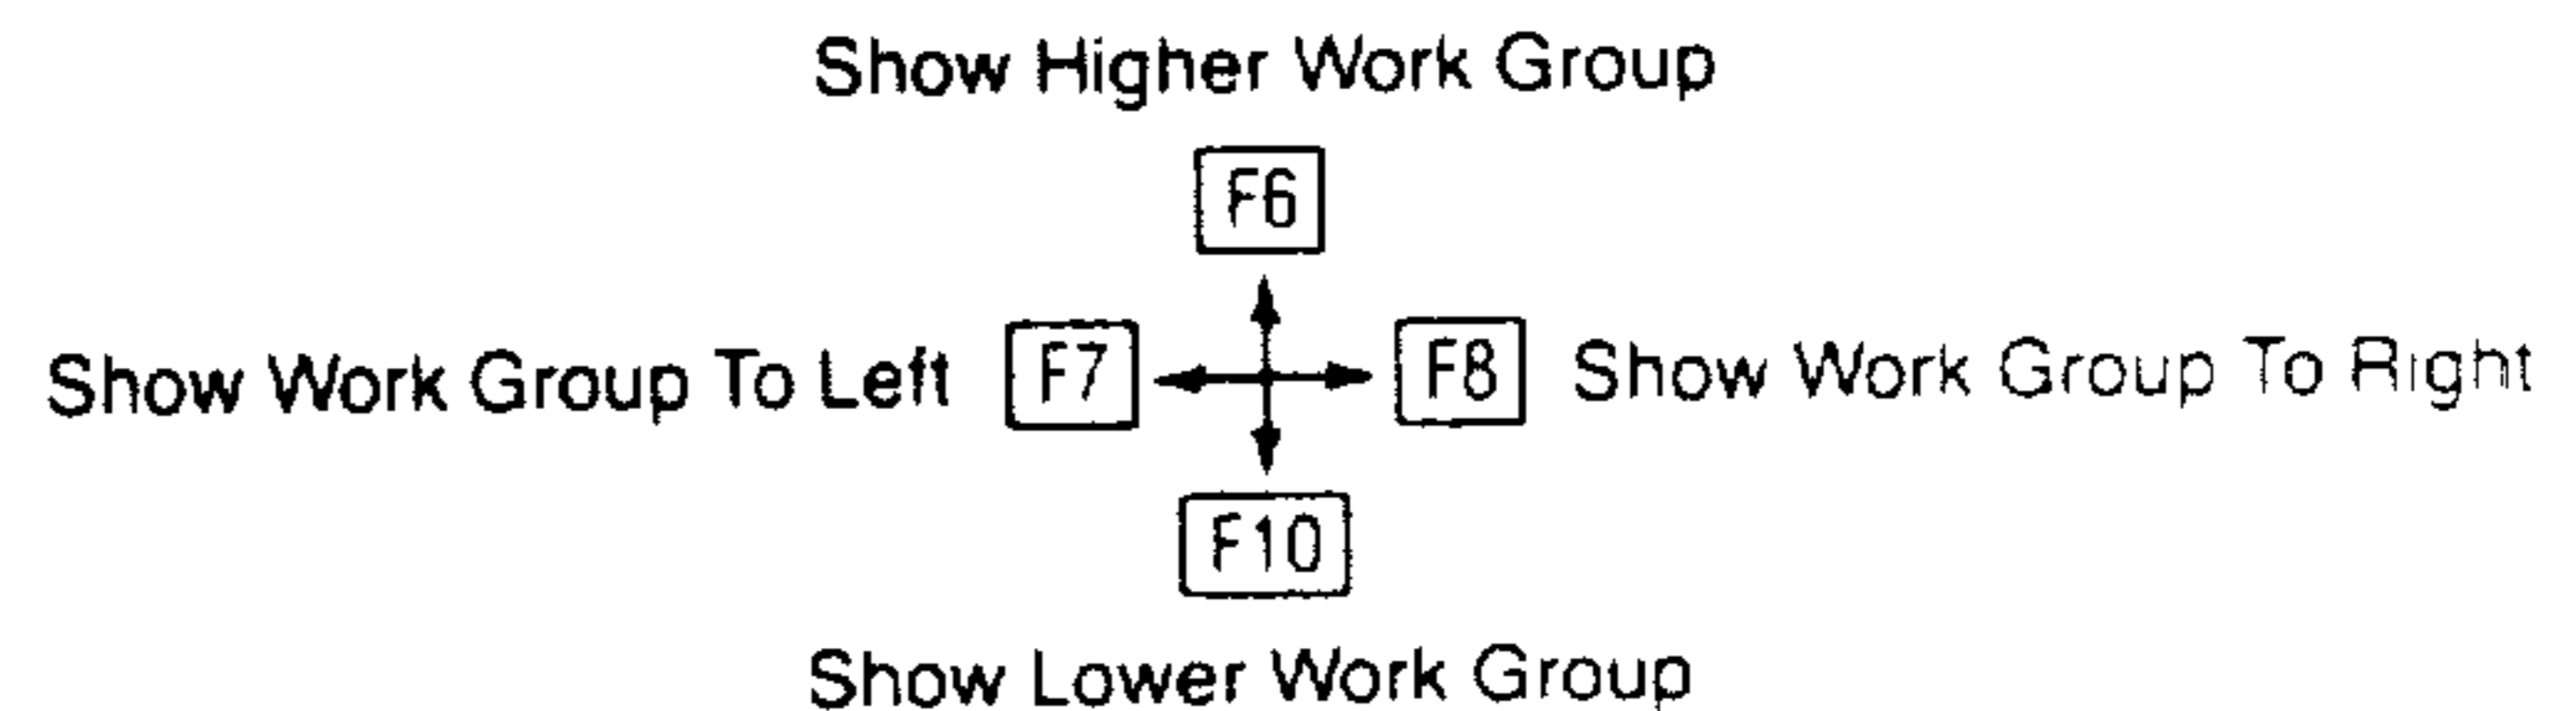 Show Higher Work Group
F6
Show Work Group To Left F7 F8 Show Work Group To Right
F10
Show Lower Work Group